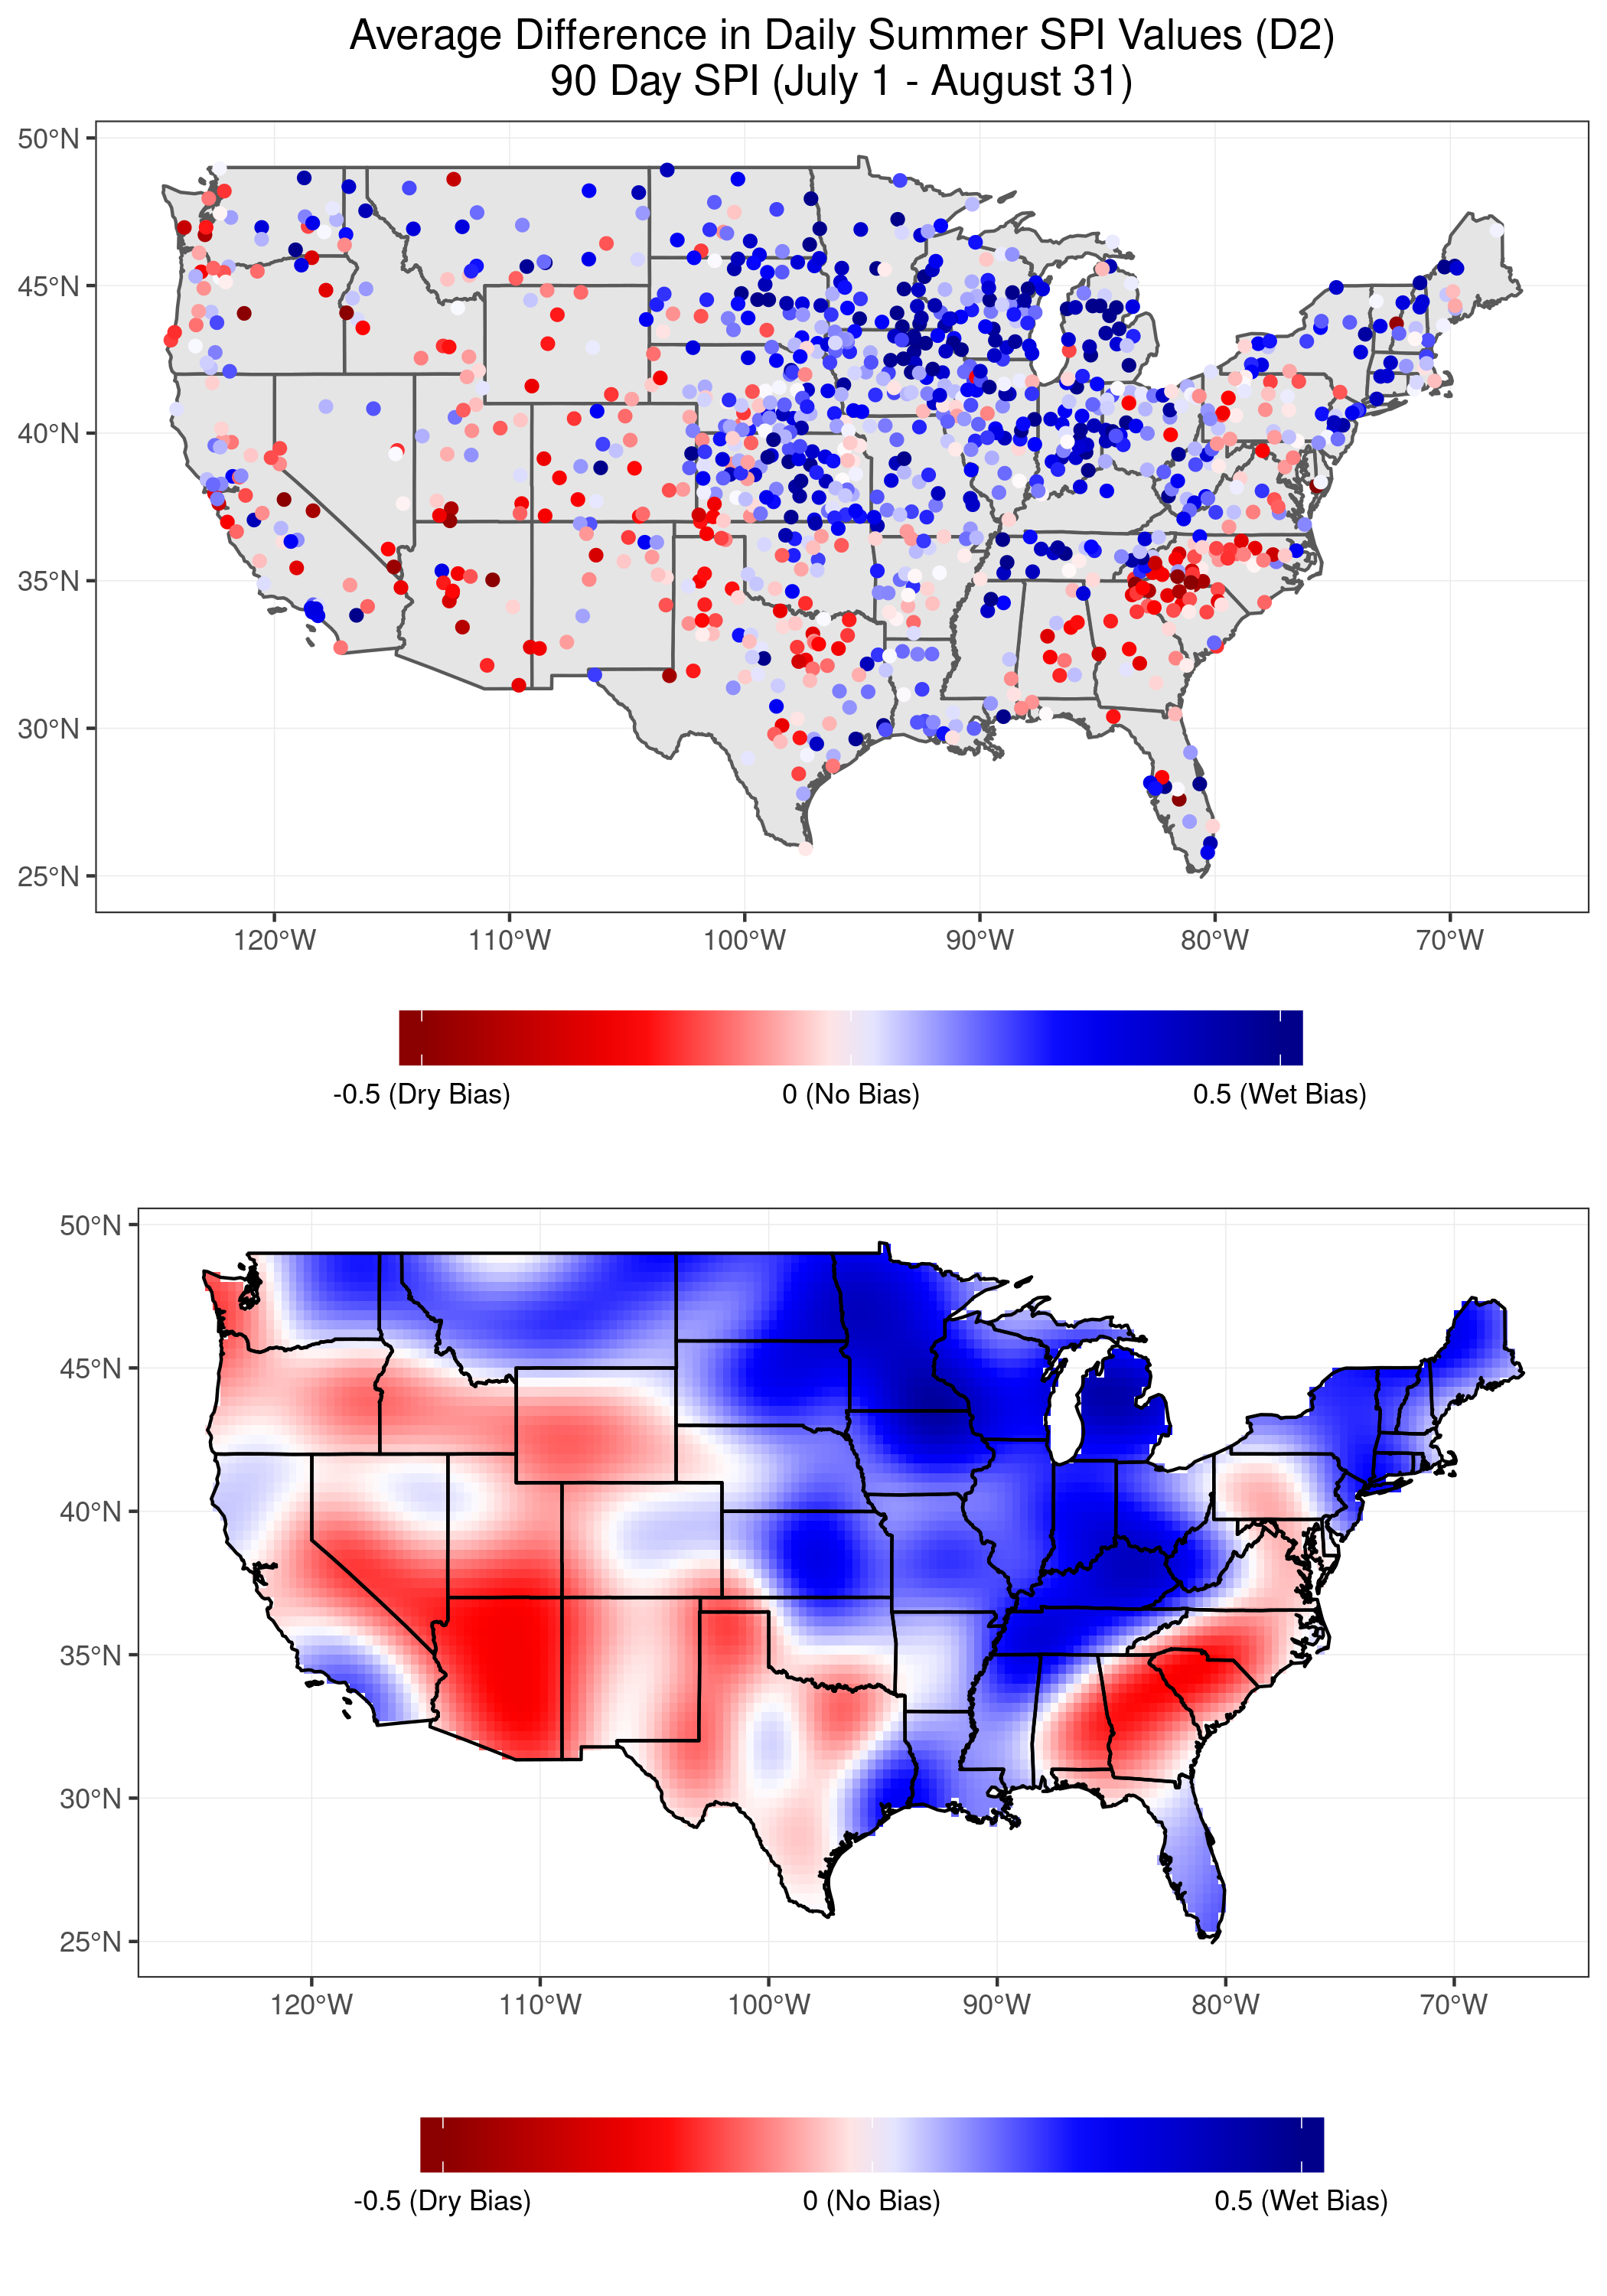 Average Difference in Daily Summer SPI Values (D2)
90 Day SPI (July 1 - August 31)
50°N
45°N
40°N
35°N
30°N
25°N
120°W 110°W 100°W 90°W 80°W 70°W
-0.5 (Dry Bias) 0 (No Bias) 0.5 (Wet Bias)
50°N
45°N
40°N
35°N
30°N
25°N
120°W 110°W 100°W 90°W 80°W 70°W
-0.5 (Dry Bias) 0 (No Bias) 0.5 (Wet Bias)